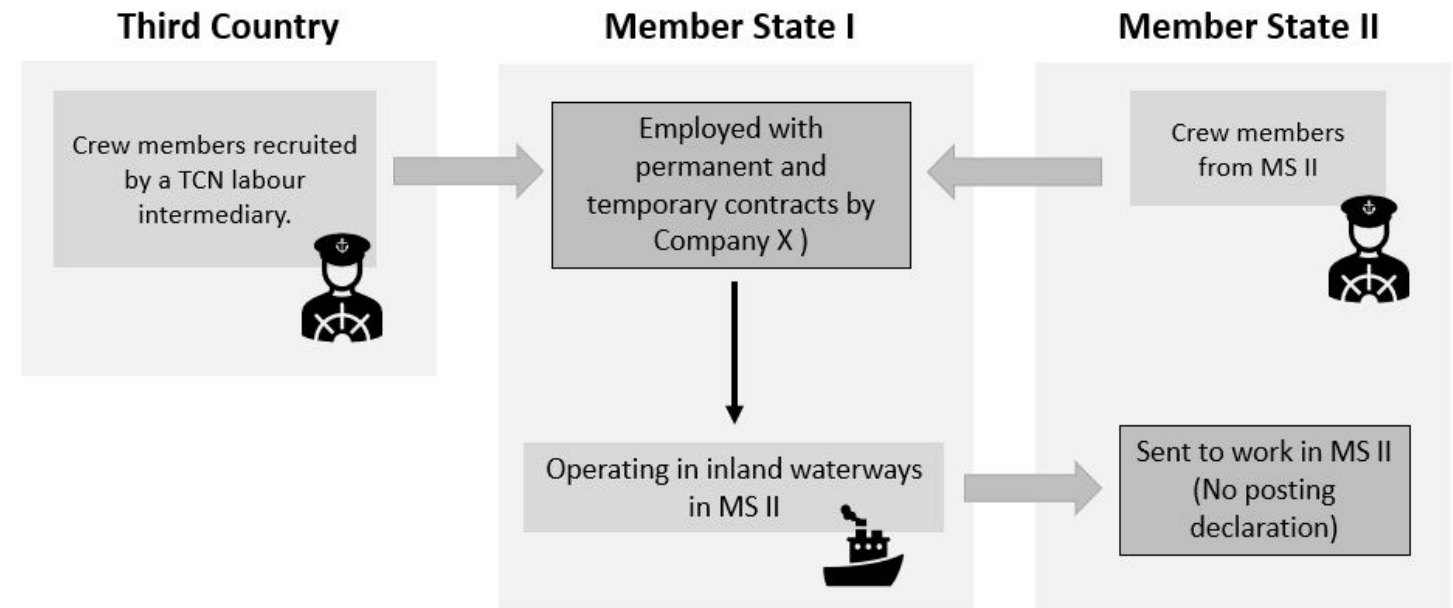 Third Country
Member State I
Member State II
Crew members recruited
by a TCN labour
intermediary.
Employed with
permanent and
temporary contracts by
Company X )
Crew members
from MS II
Operating in inland waterways
in MS II
Sent to work in MS II
(No posting
declaration)